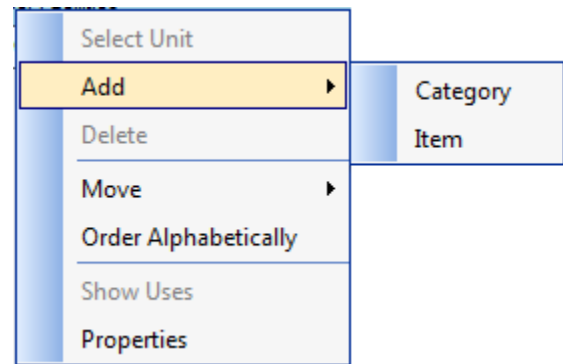 Select Unit
Add
Category
Delete
Item
Move
Order Alphabetically
Show Uses
Properties